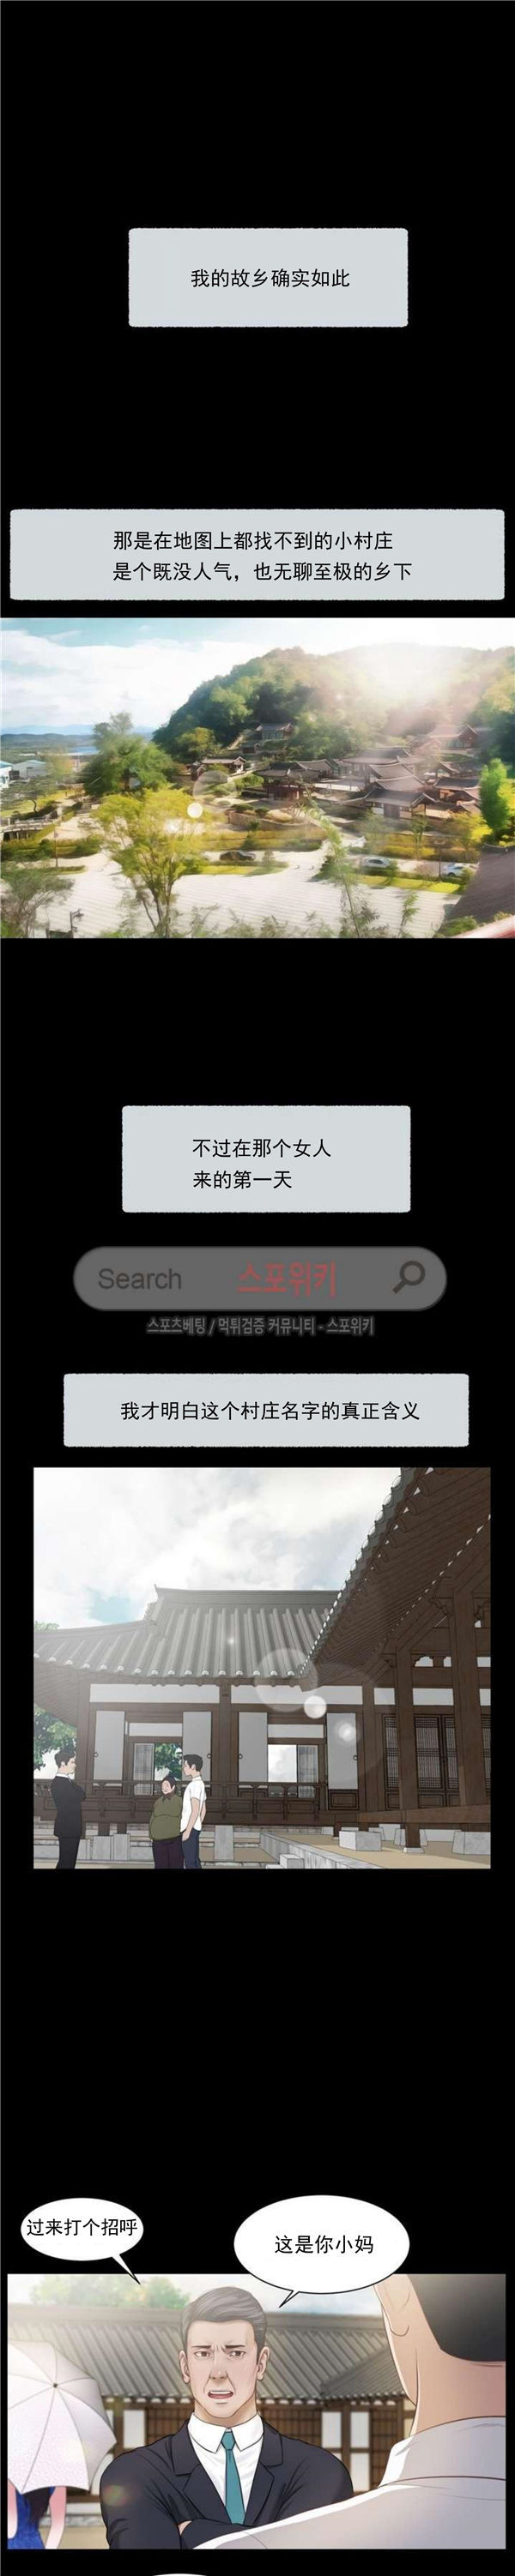 我的故乡确实如此
那是在地图上都找不到的小村庄
是个既没人气，也无聊至极的乡下
不过在那个女人
来的第一天
Search 스포위키
스포츠베팅 / 먹튀검증 커뮤니티 - 스포위키
我才明白这个村庄名字的真正含义
过来打个招呼
这是你小妈